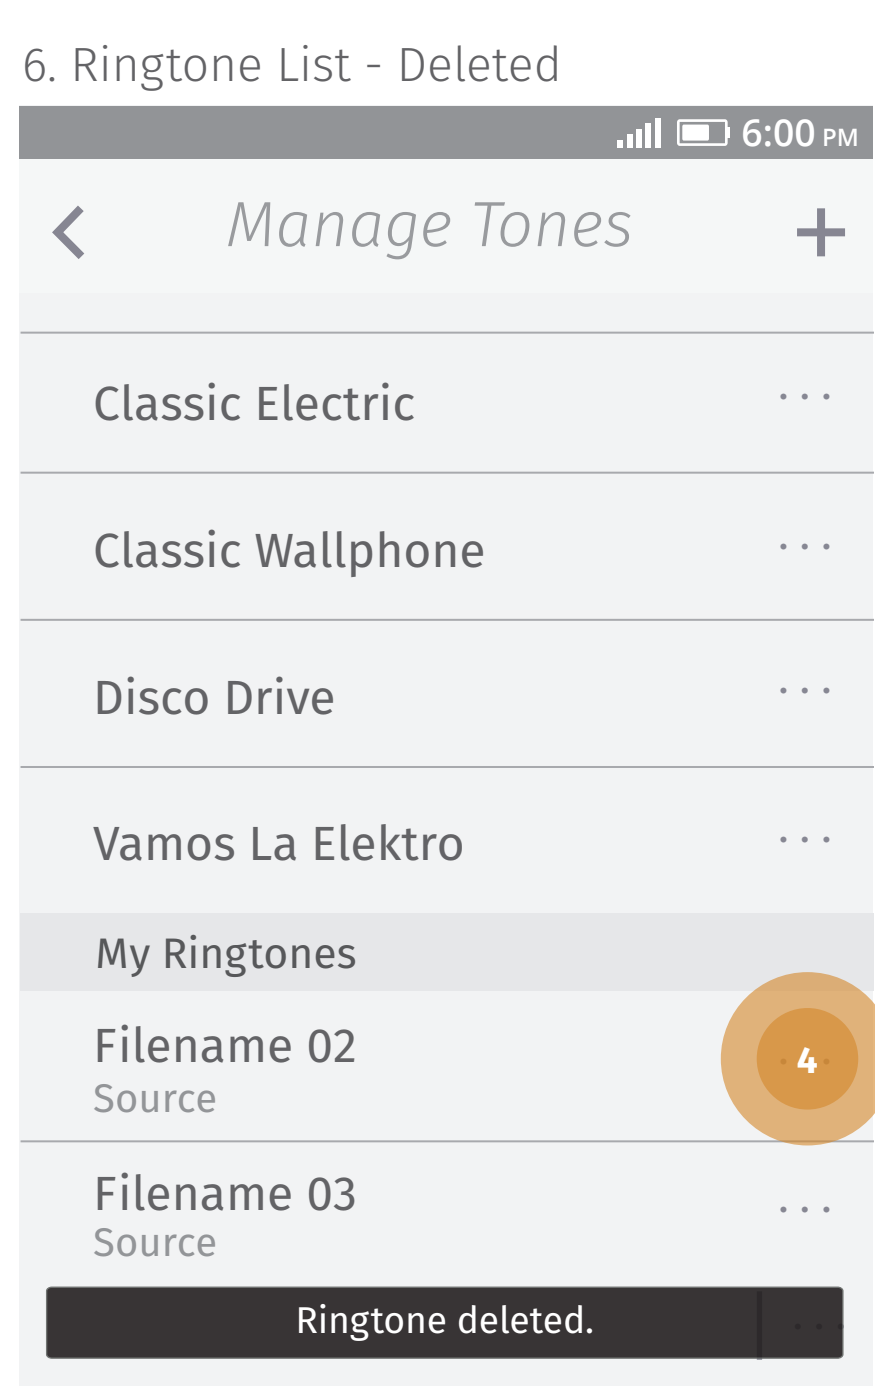 6. Ringtone List - Deleted
6:00 PM
Manage Tones
Classic Electric
Classic Wallphone
Disco Drive
Vamos La Elektro
My Ringtones
Filename 02
4
Source
Filename 03
Source
Ringtone deleted.